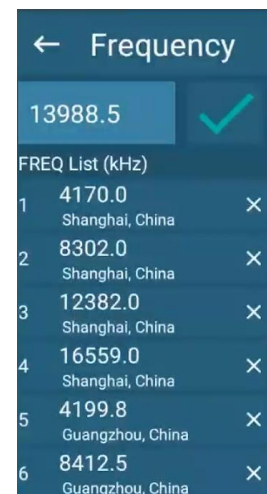 ← Frequency
13988.5
FREQ List (kHz)
1 4170.0 ×
Shanghai, China
2 8302.0 ×
Shanghai, China
3 12382.0 ×
Shanghai, China
4 16559.0 ×
Shanghai, China
5 4199.8 ×
Guangzhou, China
6 8412.5 ×
Guangzhou, China